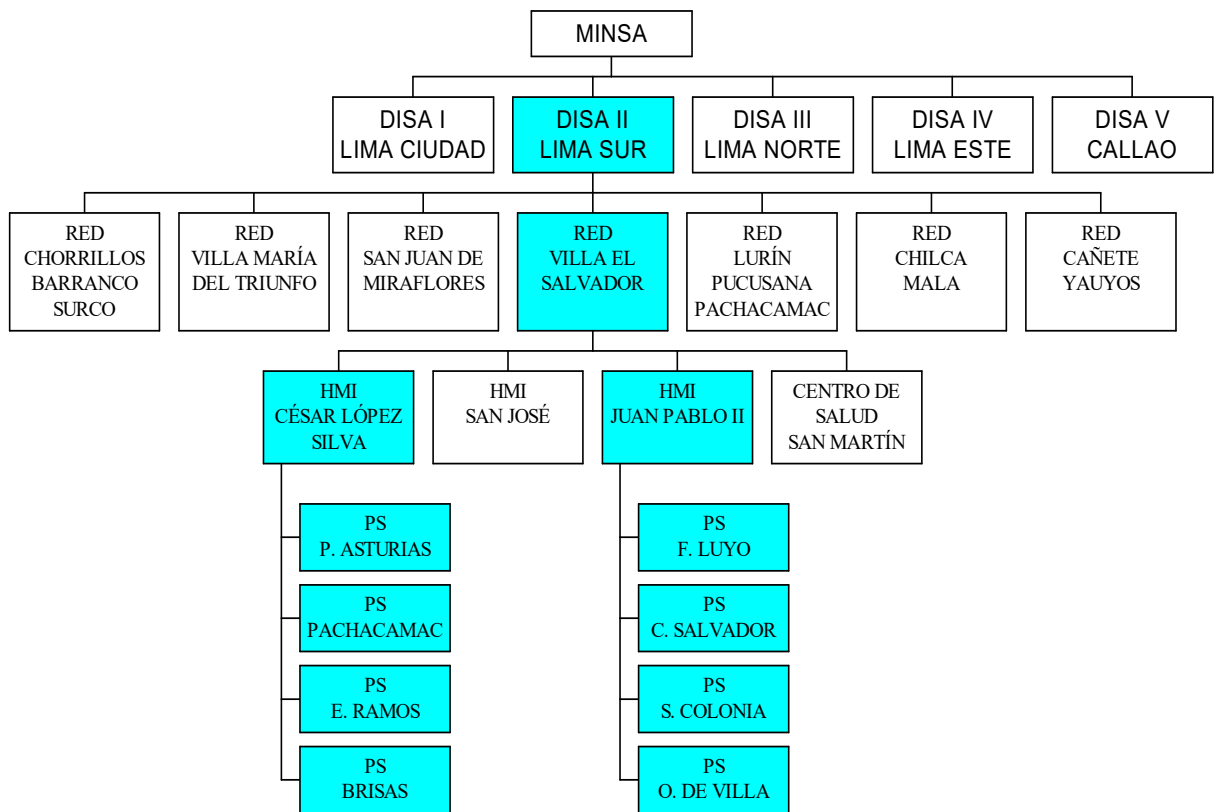 MINSA
DISA I
LIMA CIUDAD
DISA II
LIMA SUR
DISA III
LIMA NORTE
DISA IV
LIMA ESTE
DISA V
CALLAO
RED
CHORRILLOS
BARRANCO
SURCO
RED
VILLA MARÍA
DEL TRIUNFO
RED
SAN JUAN DE
MIRAFLORES
RED
VILLA EL
SALVADOR
RED
LURÍN
PUCUSANA
PACHACAMAC
RED
CHILCA
MALA
RED
CAÑETE
YAUYOS
HMI
CÉSAR LÓPEZ
SILVA
HMI
SAN JOSÉ
HMI
JUAN PABLO II
CENTRO DE
SALUD
SAN MARTÍN
PS
P. ASTURIAS
PS
PACHACAMAC
PS
E. RAMOS
PS
BRISAS
PS
F. LUYO
PS
C. SALVADOR
PS
S. COLONIA
PS
O. DE VILLA